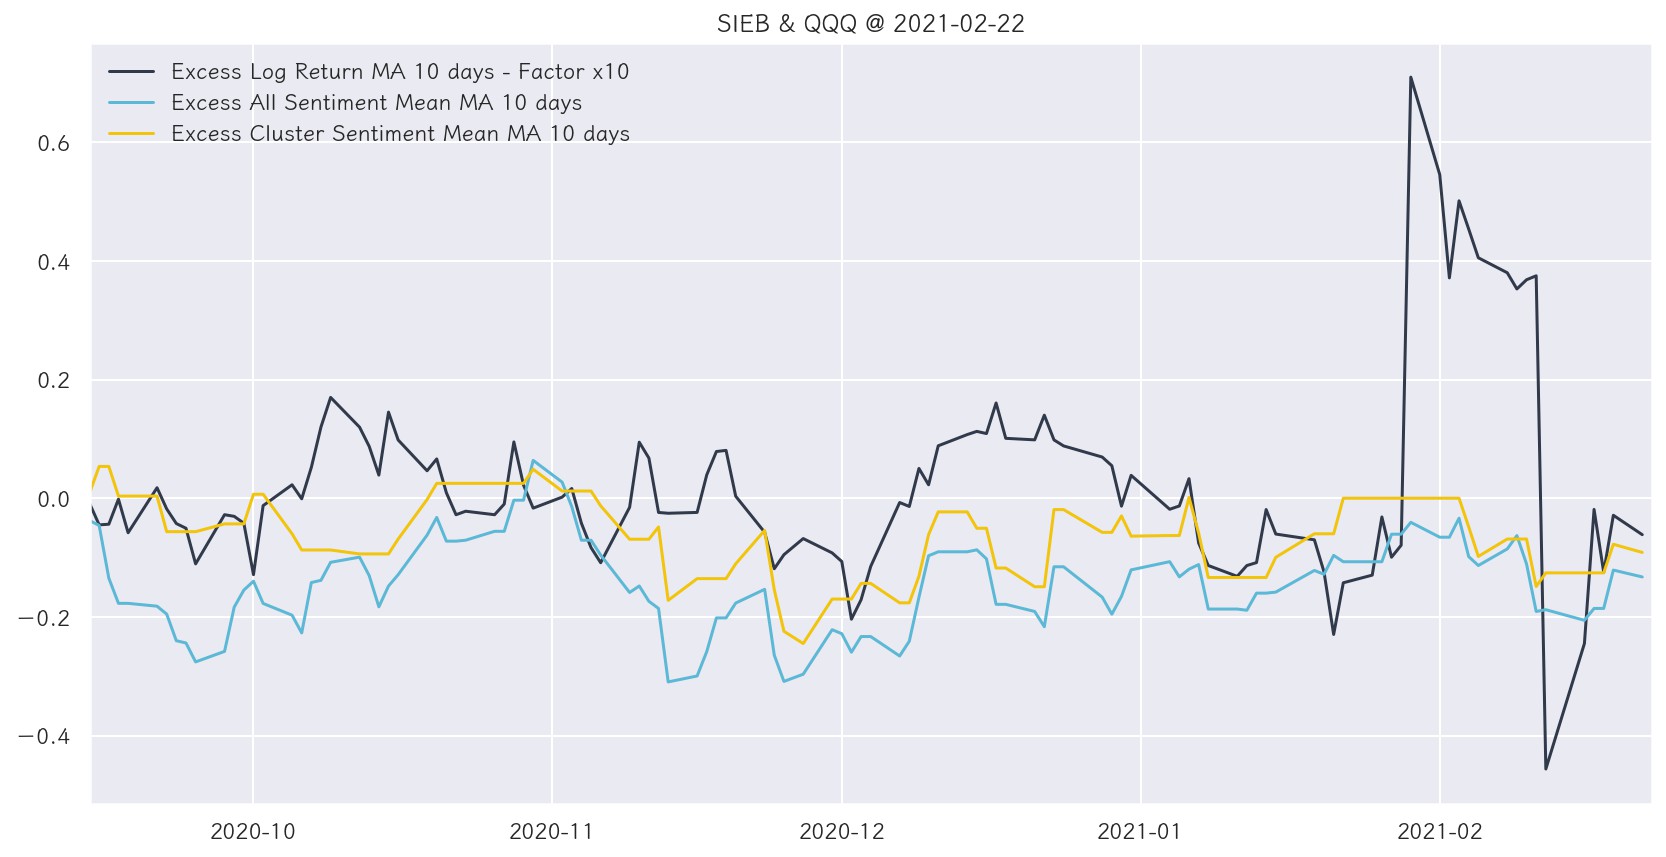 SIEB & QQQ @ 2021-02-22
Excess Log Return MA 10 days - Factor x10
Excess All Sentiment Mean MA 10 days
Excess Cluster Sentiment Mean MA 10 days
0.6
0.4
0.2
0.0
−0.2
−0.4
2020-10 2020-11 2020-12 2021-01 2021-02